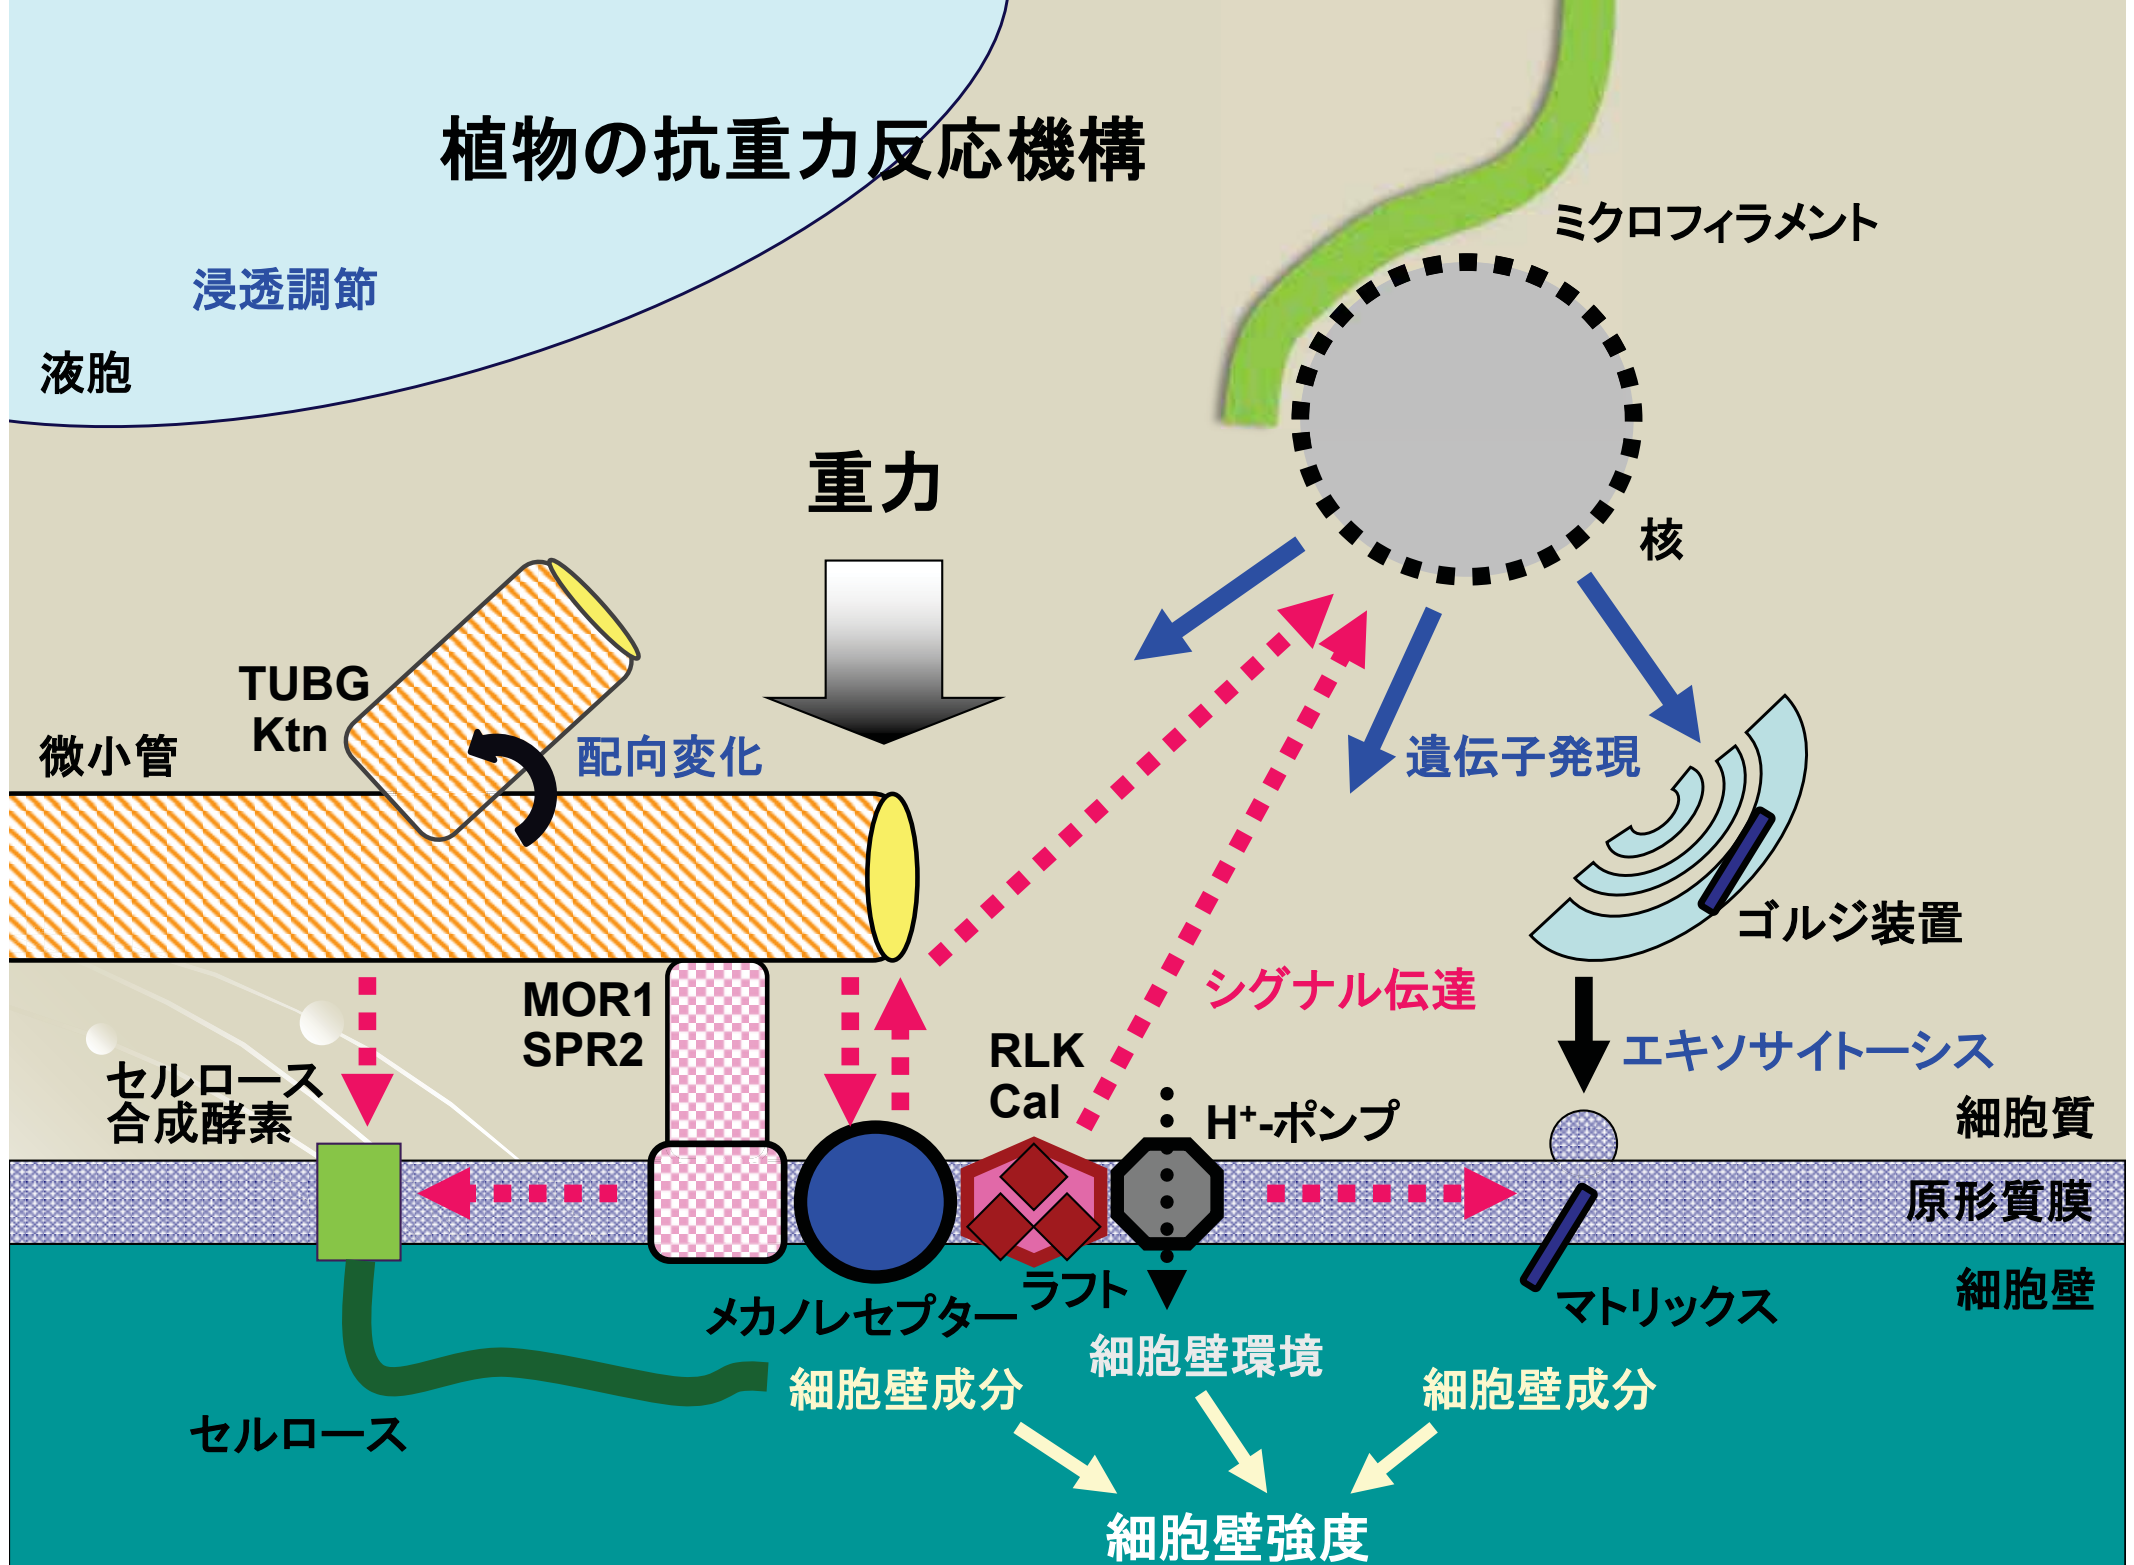 植物の抗重力反応機構
ミクロフィラメント
浸透調節
液胞
重力
核
TUBG
Ktn
微小管
配向変化
遺伝子発現
ゴルジ装置
MOR1
SPR2
シグナル伝達
RLK
Cal
エキソサイトーシス
セルロース
合成酵素
H⁺-ポンプ
細胞質
原形質膜
細胞壁
ラフト
メカノレセプター
マトリックス
細胞壁環境
細胞壁成分
細胞壁成分
セルロース
細胞壁強度